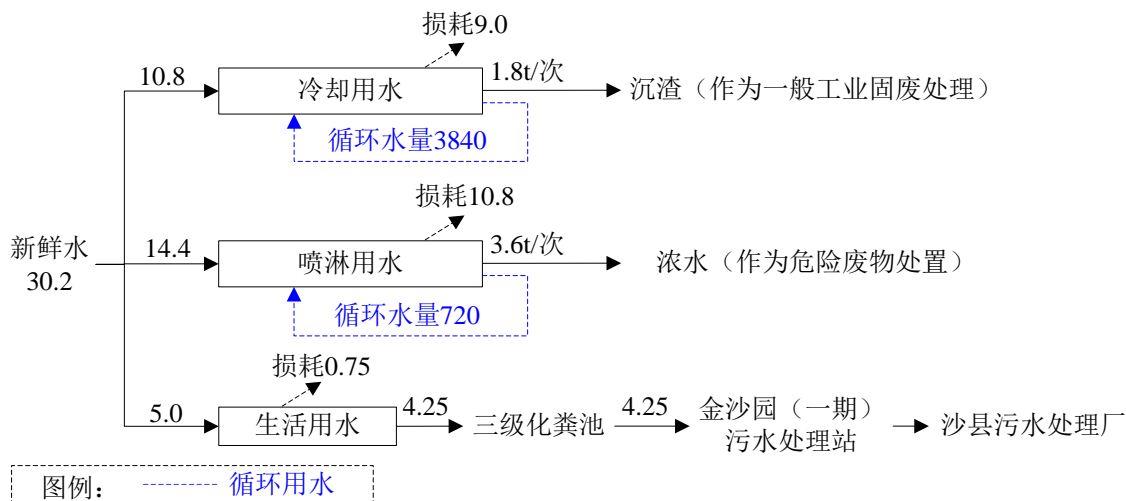 损耗9.0
10.8
冷却用水
1.8t/次
沉渣（作为一般工业固废处理）
循环水量3840
损耗10.8
新鲜水
30.2
14.4
喷淋用水
3.6t/次
浓水（作为危险废物处置）
循环水量720
损耗0.75
5.0
生活用水
4.25
三级化粪池
4.25
金沙园（一期）
污水处理站
沙县污水处理厂
图例：
循环用水